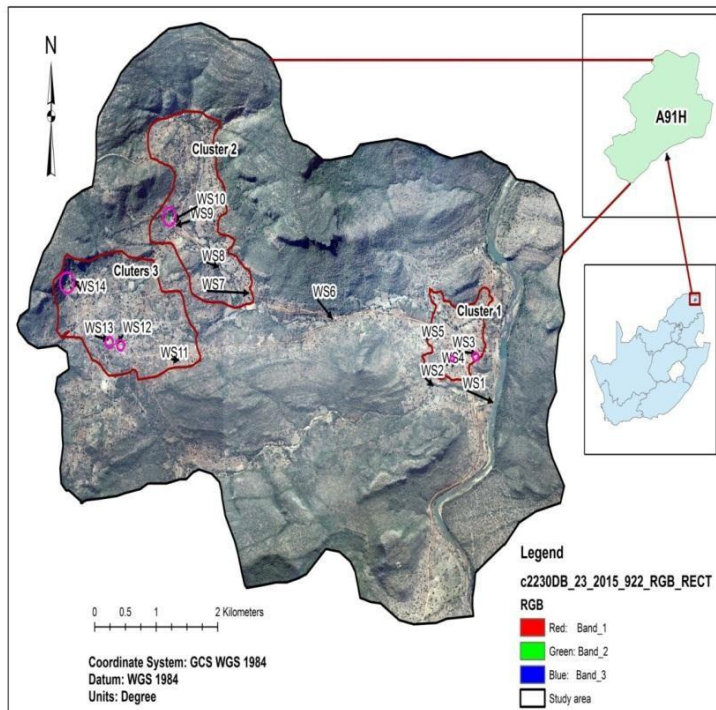 N
A91H
Cluster 2
WS10
WS9
Cluters 3
WS8
WS14
WS7
WS6
Cluster 1
WS13
WS12
WS5
WS3
WS11
WS4
WS2
WS1
Legend
c2230DB_23_2015_922_RGB_RECT
RGB
Red: Band_1
Green: Band_2
Blue: Band_3
Study area
0 0.5 1 2 Kilometers
Coordinate System: GCS WGS 1984
Datum: WGS 1984
Units: Degree